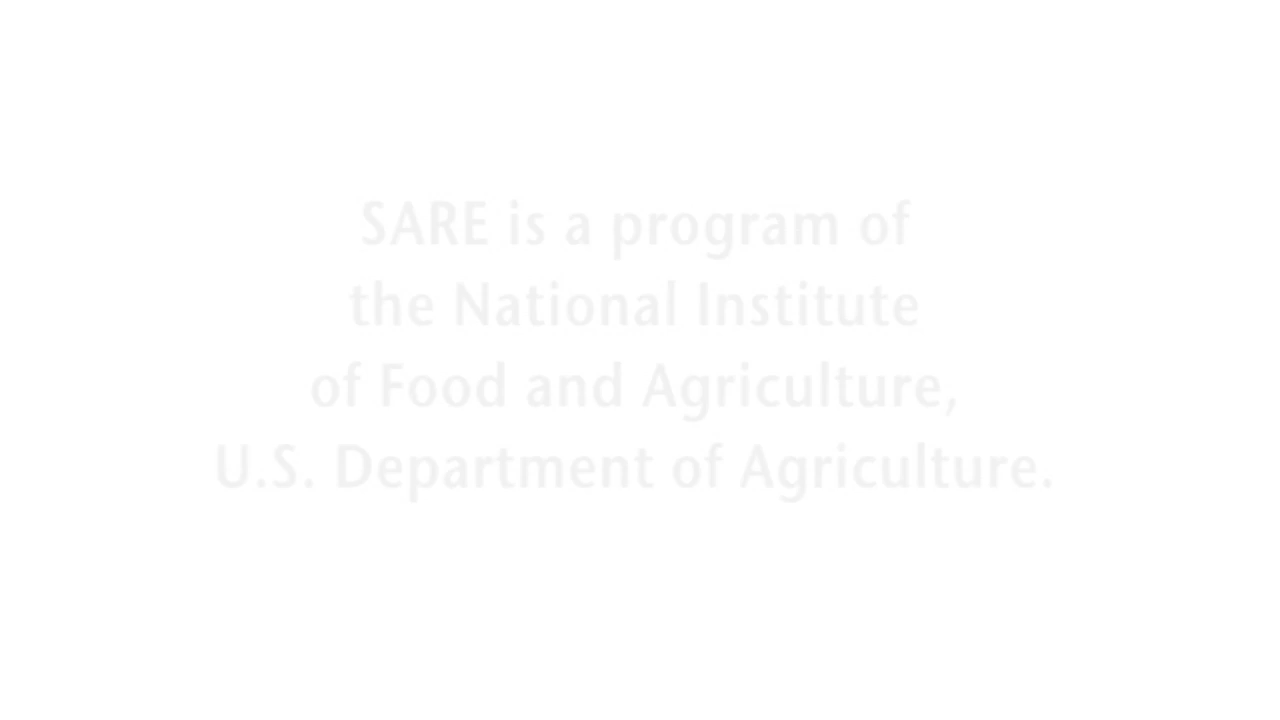 SARE is a program of
the National Institute
of Food and Agriculture,
U.S. Department of Agriculture.